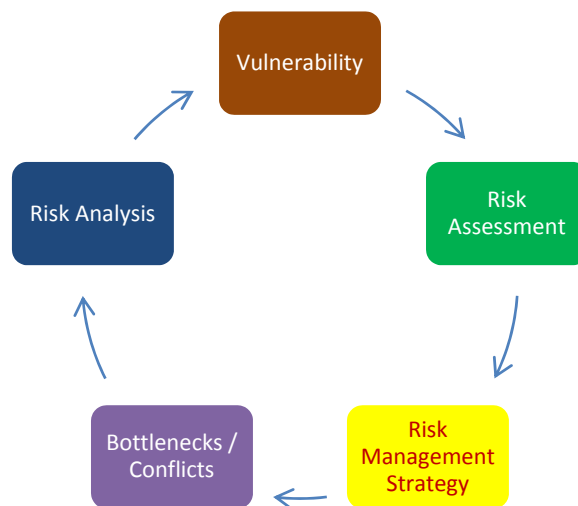 Vulnerability
Risk
Assessment
Risk
Management
Strategy
Bottlenecks /
Conflicts
Risk Analysis